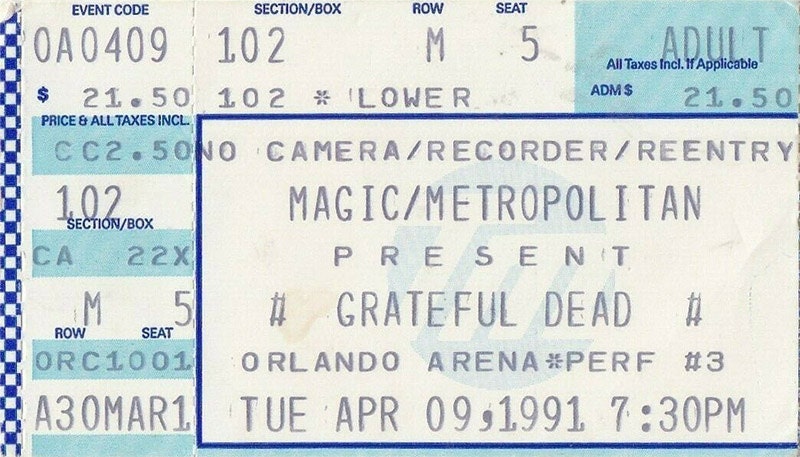 EVENT CODE SECTION/BOX ROW SEAT
0A0409 102 M 5 ADULT
All Taxes Incl. If Applicable
$ 21.50 102 * LOWER ADM $ 21.50
PRICE & ALL TAXES INCL.
CC2.50 NO CAMERA/RECORDER/REENTRY
102 MAGIC/METROPOLITAN
SECTION/BOX
CA 22X PRESENT
M 5 # GRATEFUL DEAD #
ROW SEAT
ORC1001 ORLANDO ARENA*PERF #3
A30MAR1 TUE APR 09,1991 7:30PM